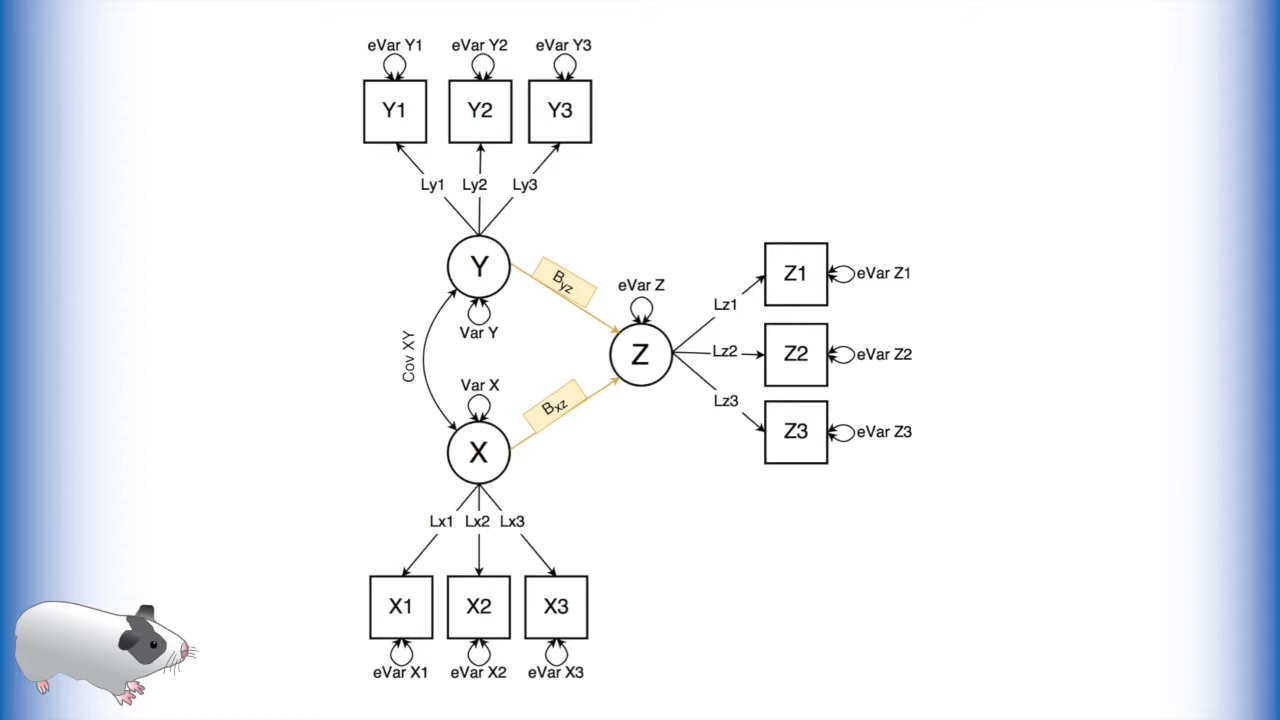 eVar Y1 eVar Y2 eVar Y3
Y1 Y2 Y3
Ly1 Ly2 Ly3
Y
Byz
Var Y
Cov XY
eVar Z
Z
Lz1
Lz2
Lz3
Z1 eVar Z1
Z2 eVar Z2
Z3 eVar Z3
Var X
Bxz
X
Lx1 Lx2 Lx3
X1 X2 X3
eVar X1 eVar X2 eVar X3